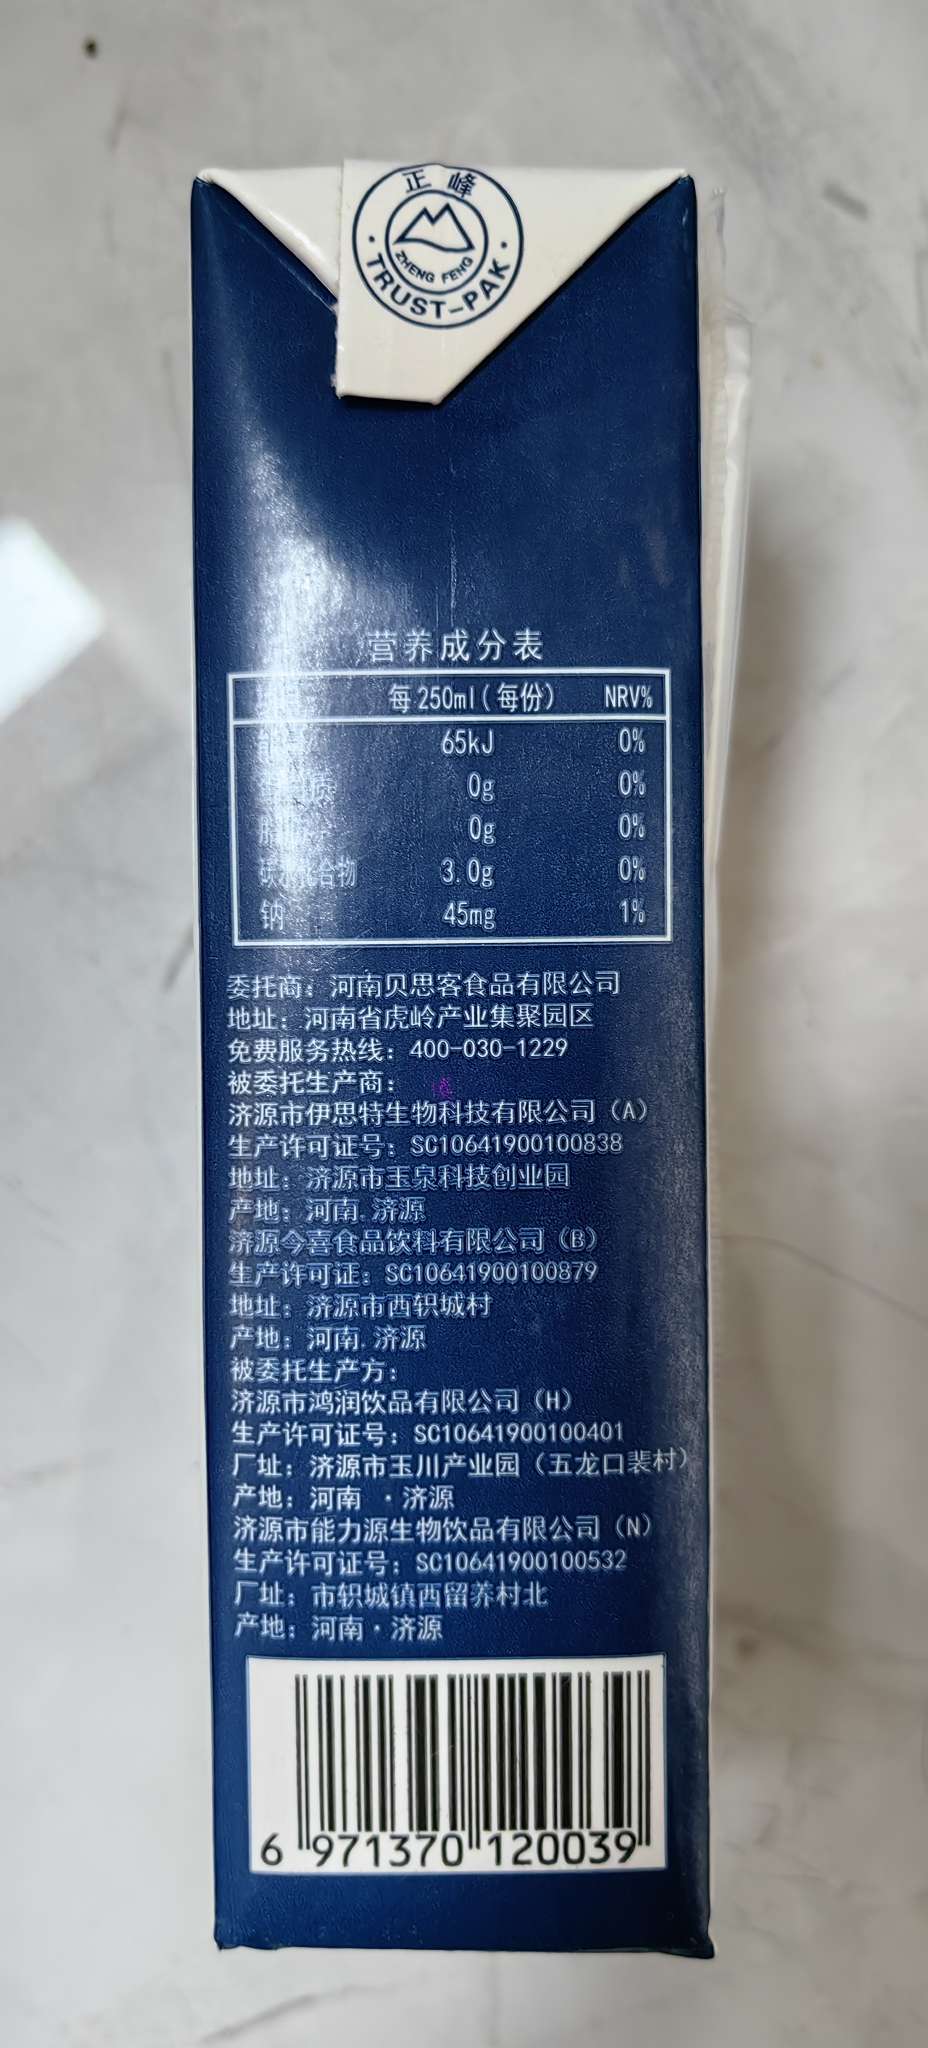 正峰
ZHENG FENG
TRUST-PAK
营养成分表
每250ml(每份) NRV%
65kJ 0%
0g 0%
0g 0%
碳水化合物 3.0g 0%
钠 45mg 1%
委托商：河南贝思客食品有限公司
地址：河南省虎岭产业集聚园区
免费服务热线：400-030-1229
被委托生产商：
济源市伊思特生物科技有限公司（A）
生产许可证号：SC10641900100838
地址：济源市玉泉科技创业园
产地：河南.济源
济源今喜食品饮料有限公司（B）
生产许可证：SC10641900100879
地址：济源市西轵城村
产地：河南.济源
被委托生产方：
济源市鸿润饮品有限公司（H）
生产许可证号：SC10641900100401
厂址：济源市玉川产业园（五龙口裴村）
产地：河南 ·济源
济源市能力源生物饮品有限公司（N）
生产许可证号：SC10641900100532
厂址：市轵城镇西留养村北
产地：河南·济源
6 971370 120039